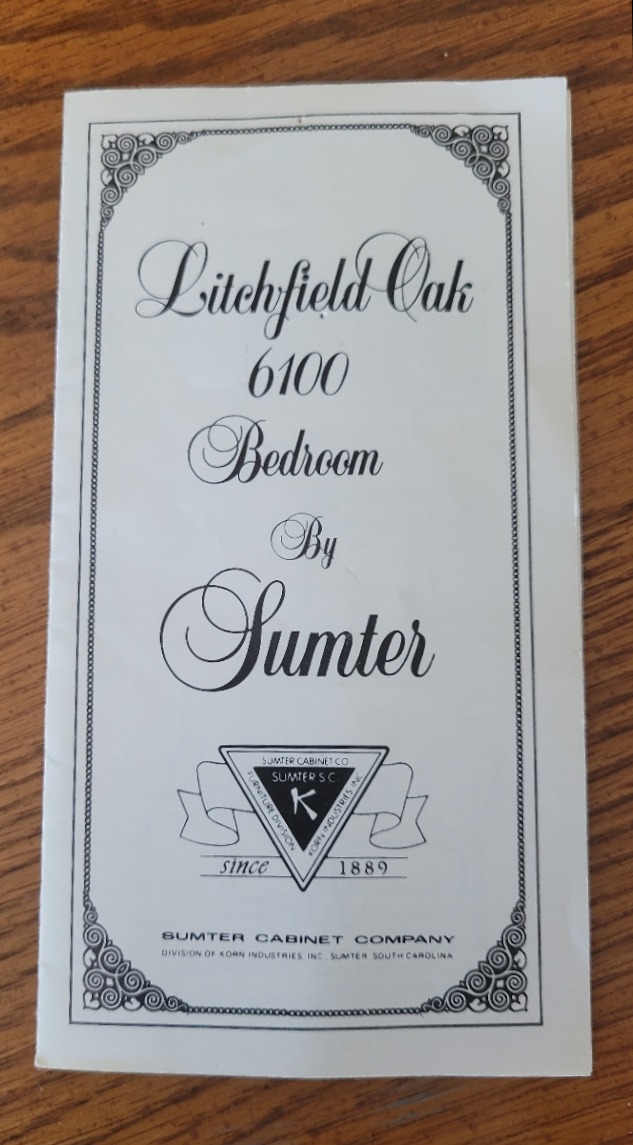 Litchfield Oak
6100
Bedroom
By
Sumter
SUMTER CABINET CO
SUMTER S.C.
FURNITURE DIVISION
KORN INDUSTRIES INC.
K
since 1889
SUMTER CABINET COMPANY
DIVISION OF KORN INDUSTRIES, INC. SUMTER, SOUTH CAROLINA